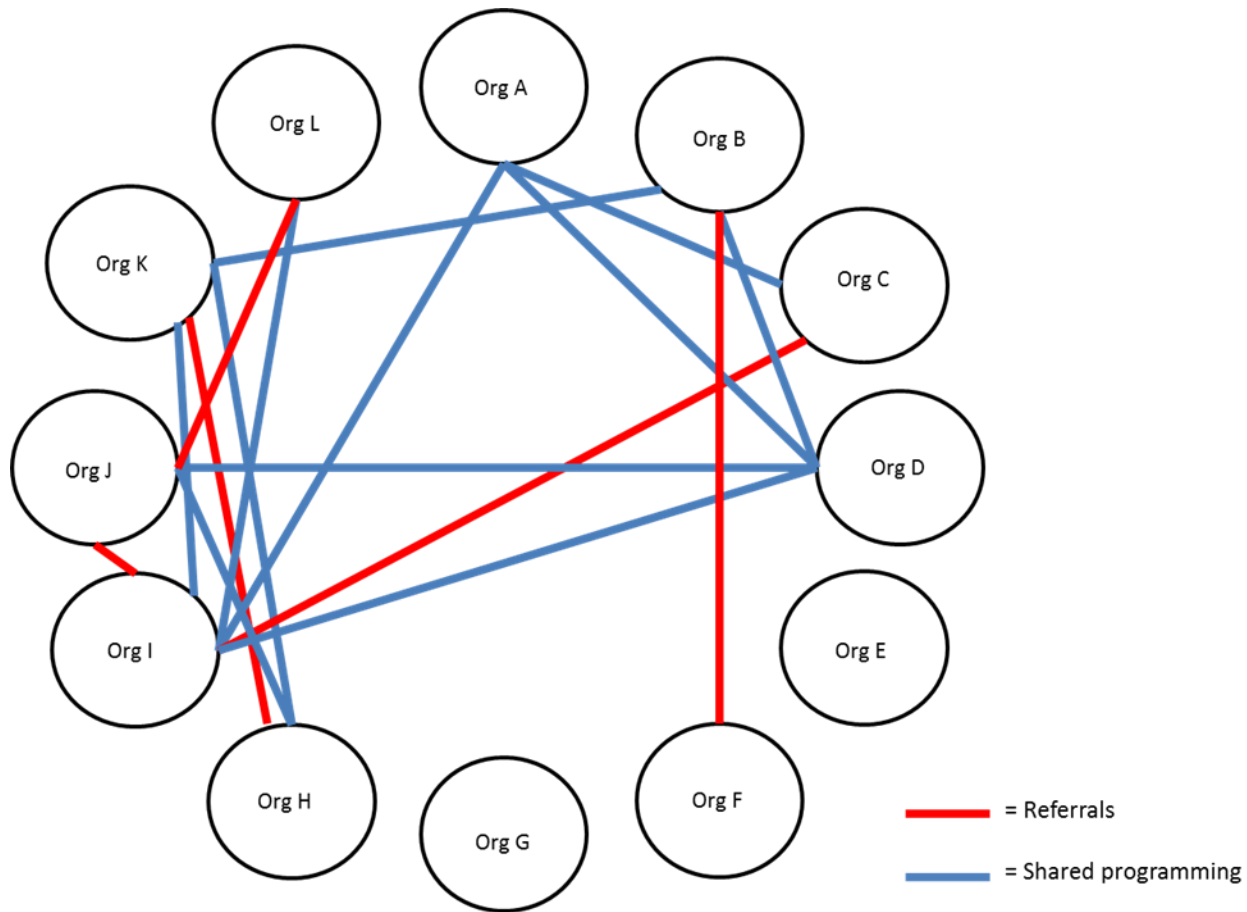 Org A
Org B
Org L
Org C
Org K
Org D
Org J
Org E
Org I
Org H
Org F
Org G
= Referrals
= Shared programming